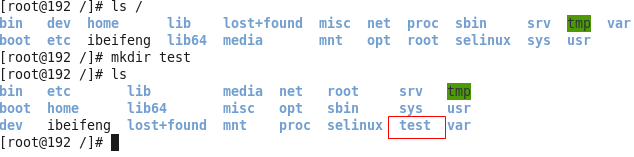 [root@192 /]# ls /
bin dev home lib lost+found misc net proc sbin srv tmp var
boot etc ibeifeng lib64 media mnt opt root selinux sys usr
[root@192 /]# mkdir test
[root@192 /]# ls
bin etc lib media net root srv tmp
boot home lib64 misc opt sbin sys usr
dev ibeifeng lost+found mnt proc selinux test var
[root@192 /]#